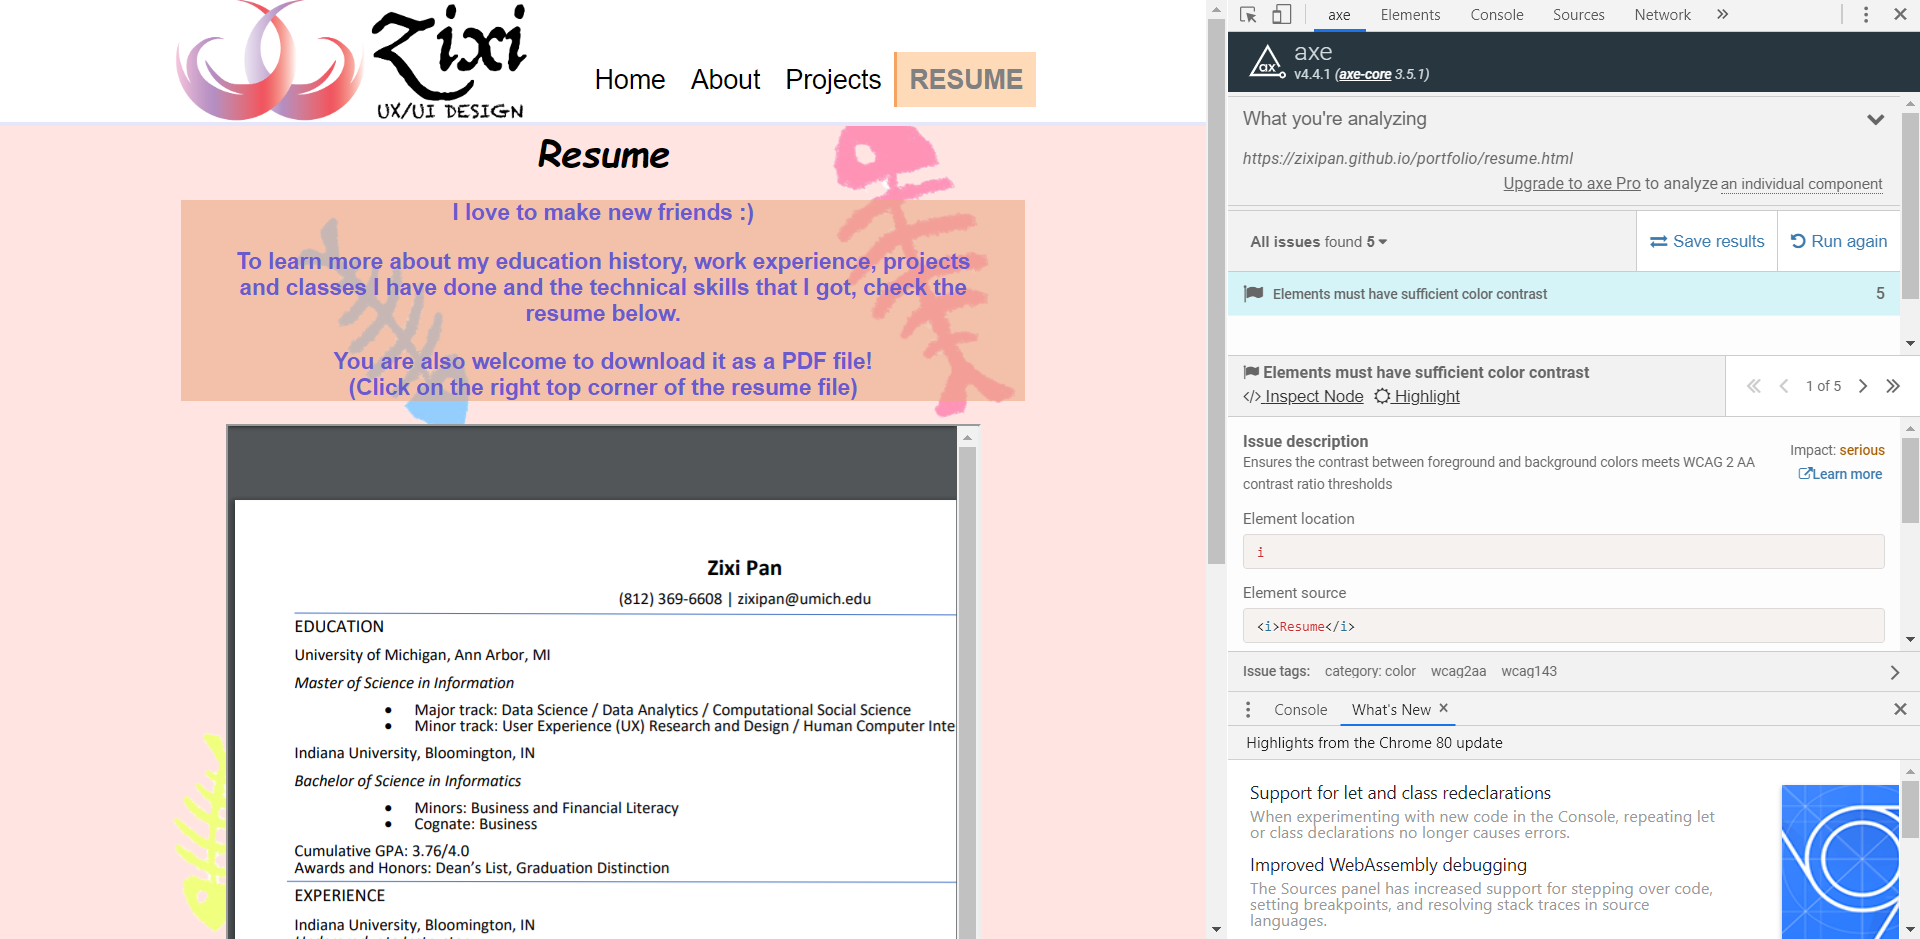 Zixi
UX/UI DESIGN
Home About Projects RESUME
Resume
I love to make new friends :)
To learn more about my education history, work experience, projects
and classes I have done and the technical skills that I got, check the
resume below.
You are also welcome to download it as a PDF file!
(Click on the right top corner of the resume file)
Zixi Pan
(812) 369-6608 | zixipan@umich.edu
EDUCATION
University of Michigan, Ann Arbor, MI
Master of Science in Information
• Major track: Data Science / Data Analytics / Computational Social Science
• Minor track: User Experience (UX) Research and Design / Human Computer Inte
Indiana University, Bloomington, IN
Bachelor of Science in Informatics
• Minors: Business and Financial Literacy
• Cognate: Business
Cumulative GPA: 3.76/4.0
Awards and Honors: Dean's List, Graduation Distinction
EXPERIENCE
Indiana University, Bloomington, IN
axe Elements Console Sources Network »
ax axe
v4.4.1 (axe-core 3.5.1)
What you're analyzing
https://zixipan.github.io/portfolio/resume.html
Upgrade to axe Pro to analyze an individual component
All issues found 5
Save results
Run again
Elements must have sufficient color contrast 5
Elements must have sufficient color contrast
</> Inspect Node Highlight
1 of 5
Issue description
Ensures the contrast between foreground and background colors meets WCAG 2 AA
contrast ratio thresholds
Impact: serious
Learn more
Element location
i
Element source
<i>Resume</i>
Issue tags: category: color wcag2aa wcag143
Console What's New ×
Highlights from the Chrome 80 update
Support for let and class redeclarations
When experimenting with new code in the Console, repeating let
or class declarations no longer causes errors.
Improved WebAssembly debugging
The Sources panel has increased support for stepping over code,
setting breakpoints, and resolving stack traces in source
languages.